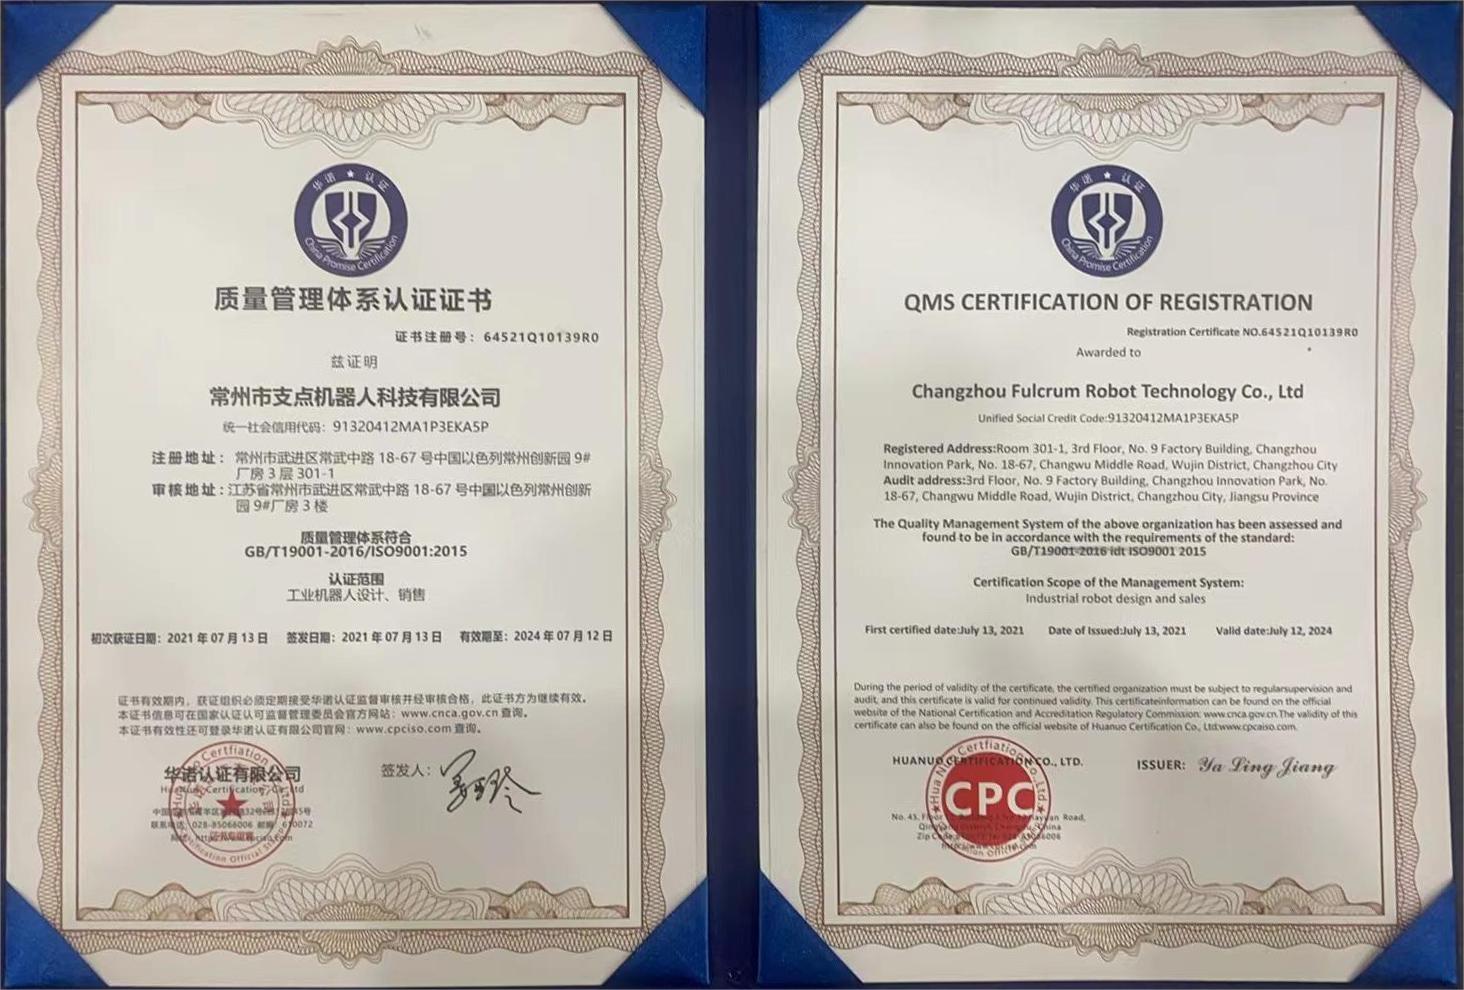 华诺★认证
China Promise Certification
质量管理体系认证证书
证书注册号：64521Q10139R0
兹证明
常州市支点机器人科技有限公司
统一社会信用代码：91320412MA1P3EKA5P
注册地址：常州市武进区常武中路 18-67 号中国以色列常州创新园 9#
厂房 3 层 301-1
审核地址：江苏省常州市武进区常武中路 18-67 号中国以色列常州创新
园 9#厂房 3 楼
质量管理体系符合
GB/T19001-2016/ISO9001:2015
认证范围
工业机器人设计、销售
初次获证日期：2021 年 07 月 13 日 签发日期：2021 年 07 月 13 日 有效期至：2024 年 07 月 12 日
证书有效期内，获证组织必须定期接受华诺认证监督审核并经审核合格，此证书方为继续有效。
本证书信息可在国家认证认可监督管理委员会官方网站：www.cnca.gov.cn 查询。
本证书有效性还可登录华诺认证有限公司官网：www.cpciso.com 查询。
华诺认证有限公司
签发人：
028-85066006 邮编：610072
华诺★认证
China Promise Certification
QMS CERTIFICATION OF REGISTRATION
Registration Certificate NO.64521Q10139R0
Awarded to
Changzhou Fulcrum Robot Technology Co., Ltd
Unified Social Credit Code:91320412MA1P3EKA5P
Registered Address:Room 301-1, 3rd Floor, No. 9 Factory Building, Changzhou
Innovation Park, No. 18-67, Changwu Middle Road, Wujin District, Changzhou City
Audit address:3rd Floor, No. 9 Factory Building, Changzhou Innovation Park, No.
18-67, Changwu Middle Road, Wujin District, Changzhou City, Jiangsu Province
The Quality Management System of the above organization has been assessed and
found to be in accordance with the requirements of the standard:
GB/T19001-2016 idt ISO9001 2015
Certification Scope of the Management System:
Industrial robot design and sales
First certified date:July 13, 2021 Date of Issued:July 13, 2021 Valid date:July 12, 2024
During the period of validity of the certificate, the certified organization must be subject to regularsupervision and
audit, and this certificate is valid for continued validity. This certificateinformation can be found on the official
website of the National Certification and Accreditation Regulatory Commission: www.cnca.gov.cn.The validity of this
certificate can also be found on the official website of Huanuo Certification Co., Ltd:www.cpcaiso.com.
HUANUO CERTIFICATION CO., LTD.
ISSUER: Ya Ling Jiang
CPC
No. 45, Road,
China
Zip Code